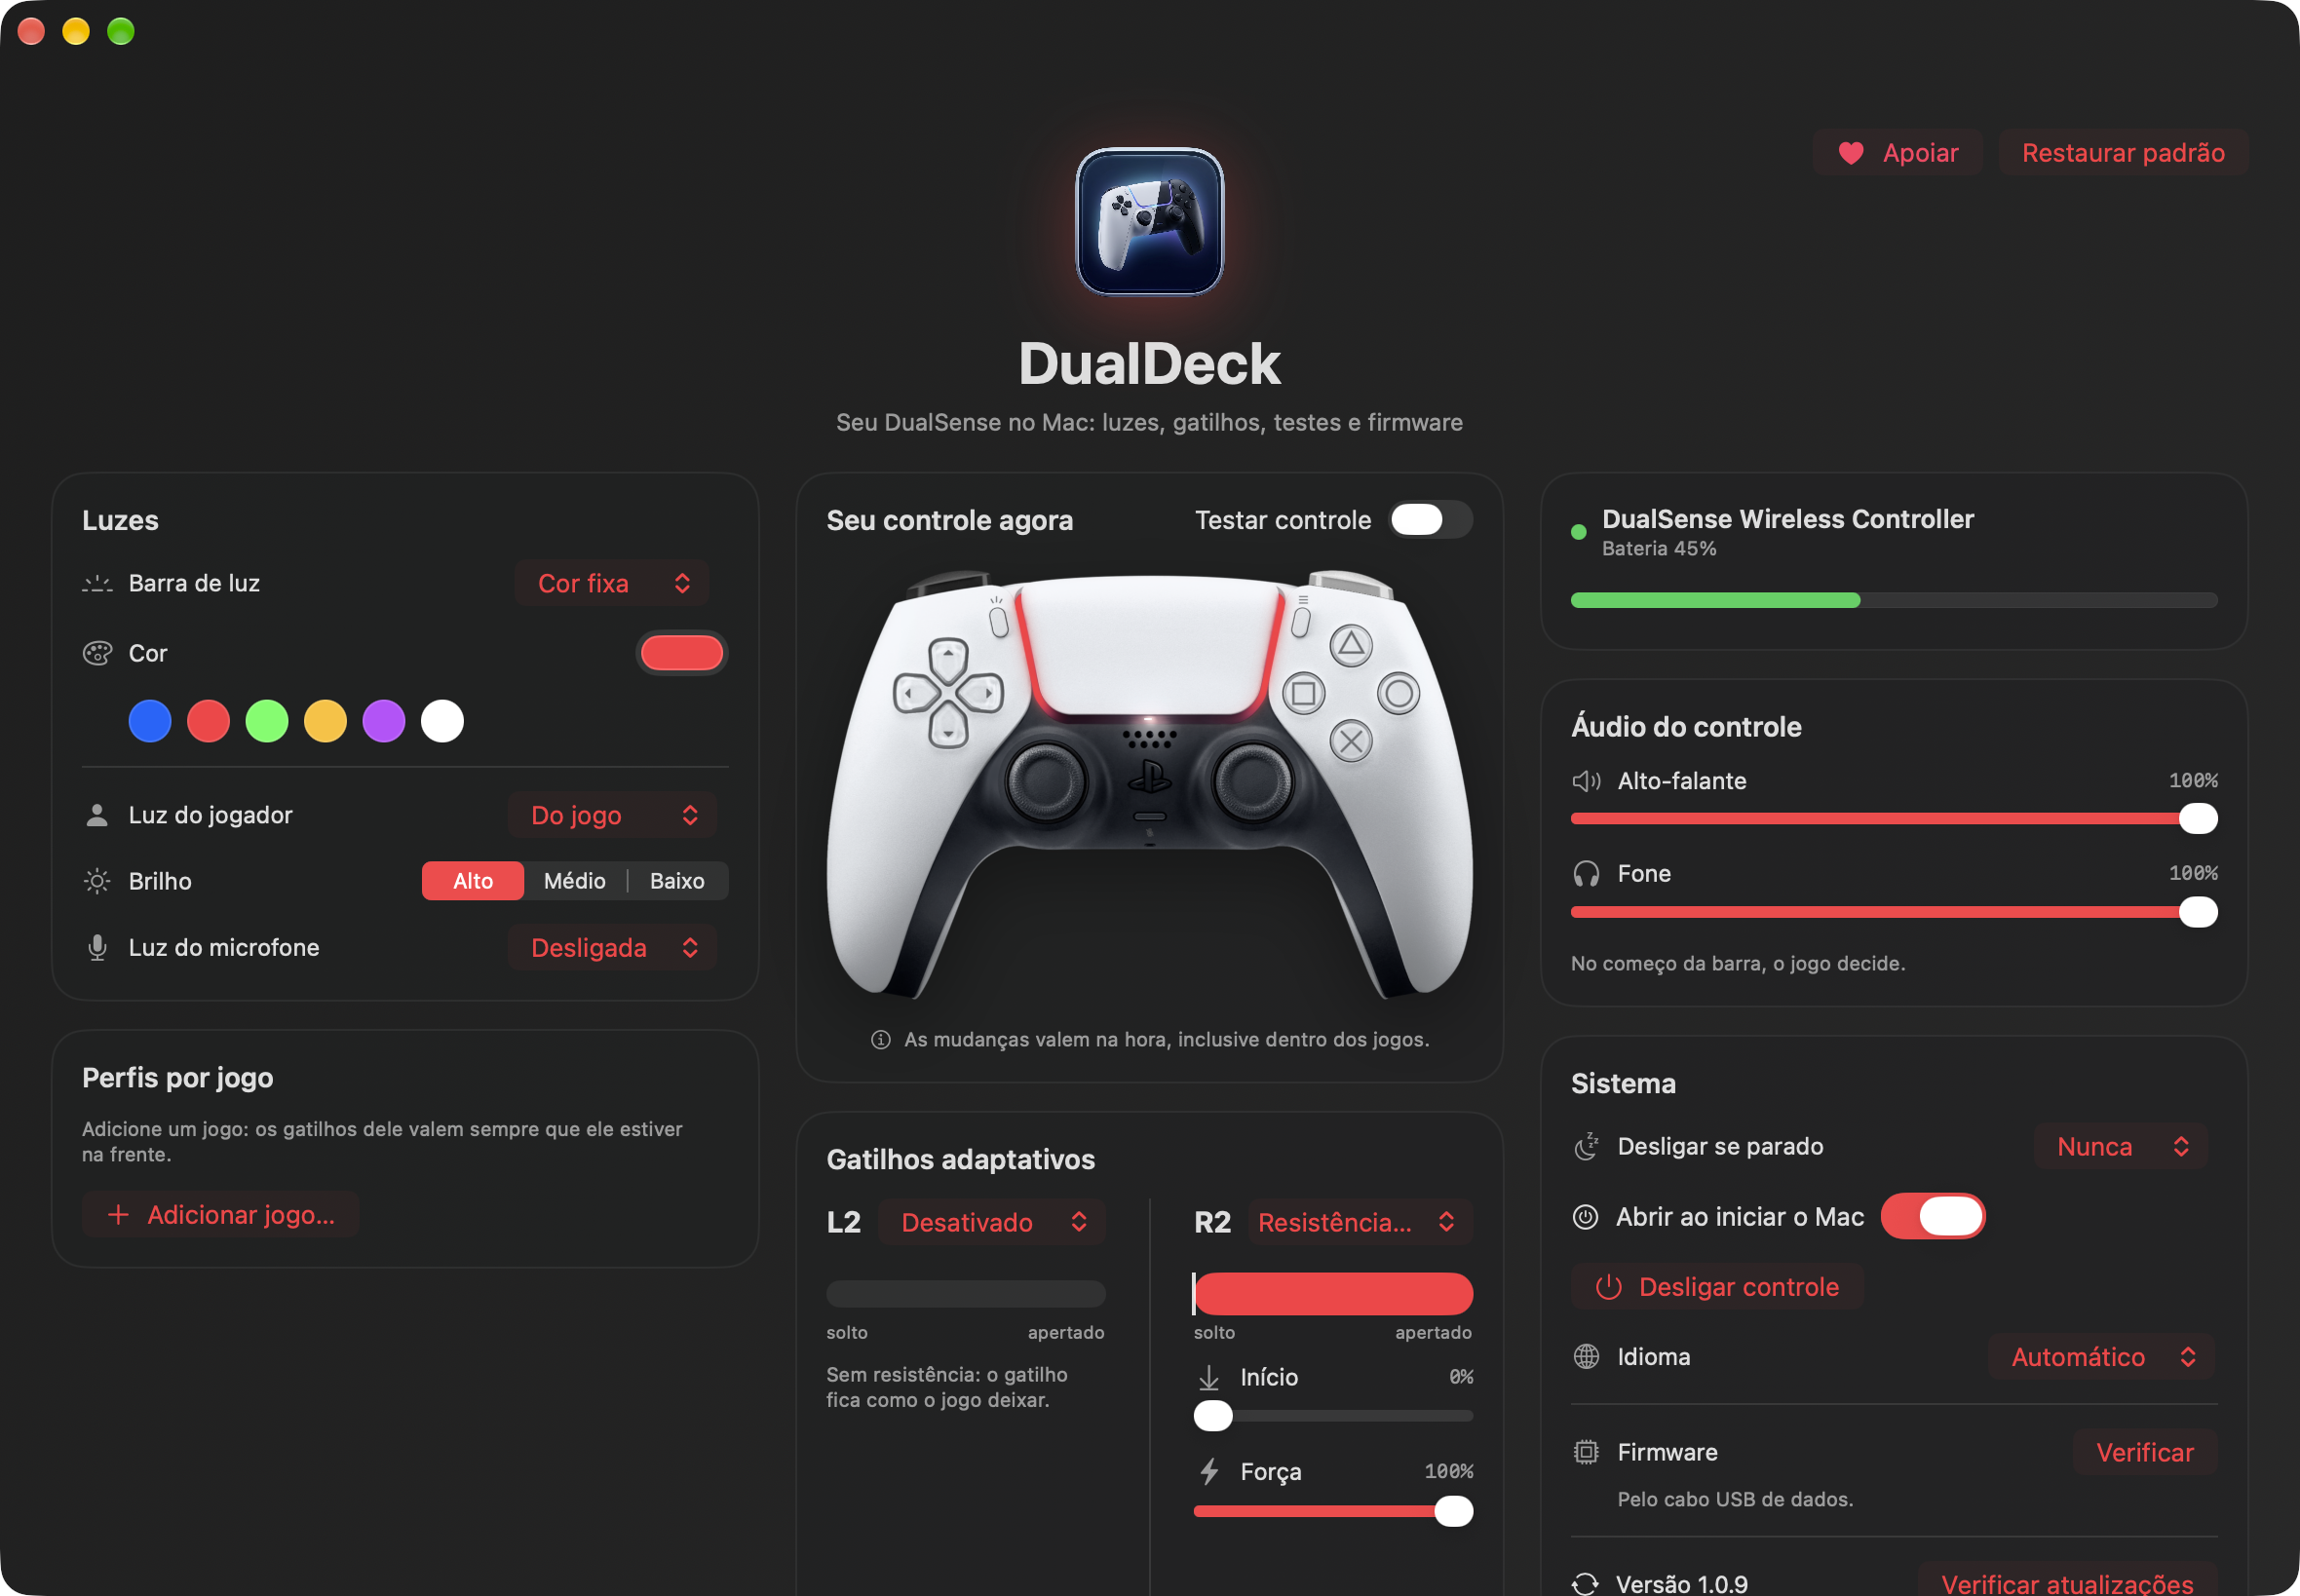 Apoiar
Restaurar padrão
DualDeck
Seu DualSense no Mac: luzes, gatilhos, testes e firmware
Luzes
Barra de luz
Cor fixa
Cor
Luz do jogador
Do jogo
Brilho
Alto
Médio
Baixo
Luz do microfone
Desligada
Perfis por jogo
Adicione um jogo: os gatilhos dele valem sempre que ele estiver
na frente.
Adicionar jogo...
Seu controle agora
Testar controle
As mudanças valem na hora, inclusive dentro dos jogos.
Gatilhos adaptativos
L2
Desativado
solto
apertado
Sem resistência: o gatilho
fica como o jogo deixar.
R2
Resistência...
solto
apertado
Início
0%
Força
100%
DualSense Wireless Controller
Bateria 45%
Áudio do controle
Alto-falante
100%
Fone
100%
No começo da barra, o jogo decide.
Sistema
Desligar se parado
Nunca
Abrir ao iniciar o Mac
Desligar controle
Idioma
Automático
Firmware
Verificar
Pelo cabo USB de dados.
Versão 1.0.9
Verificar atualizações